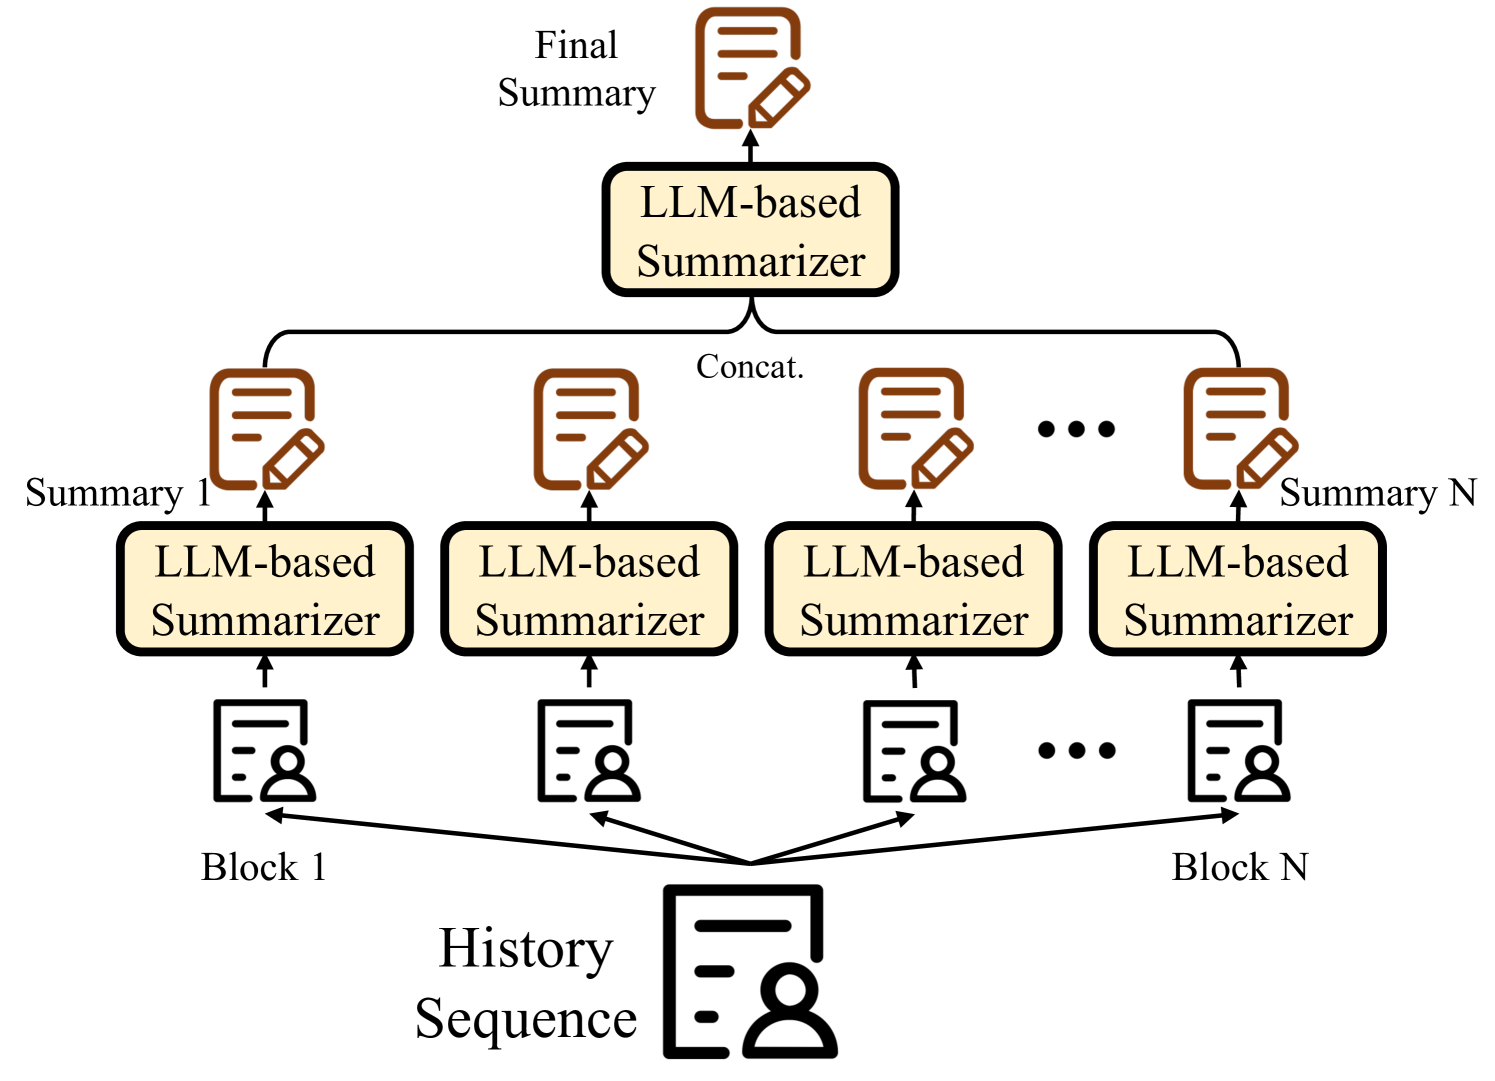 Final
Summary
LLM-based
Summarizer
Concat.
Summary 1
Summary N
LLM-based
Summarizer
LLM-based
Summarizer
LLM-based
Summarizer
LLM-based
Summarizer
Block 1
Block N
History
Sequence